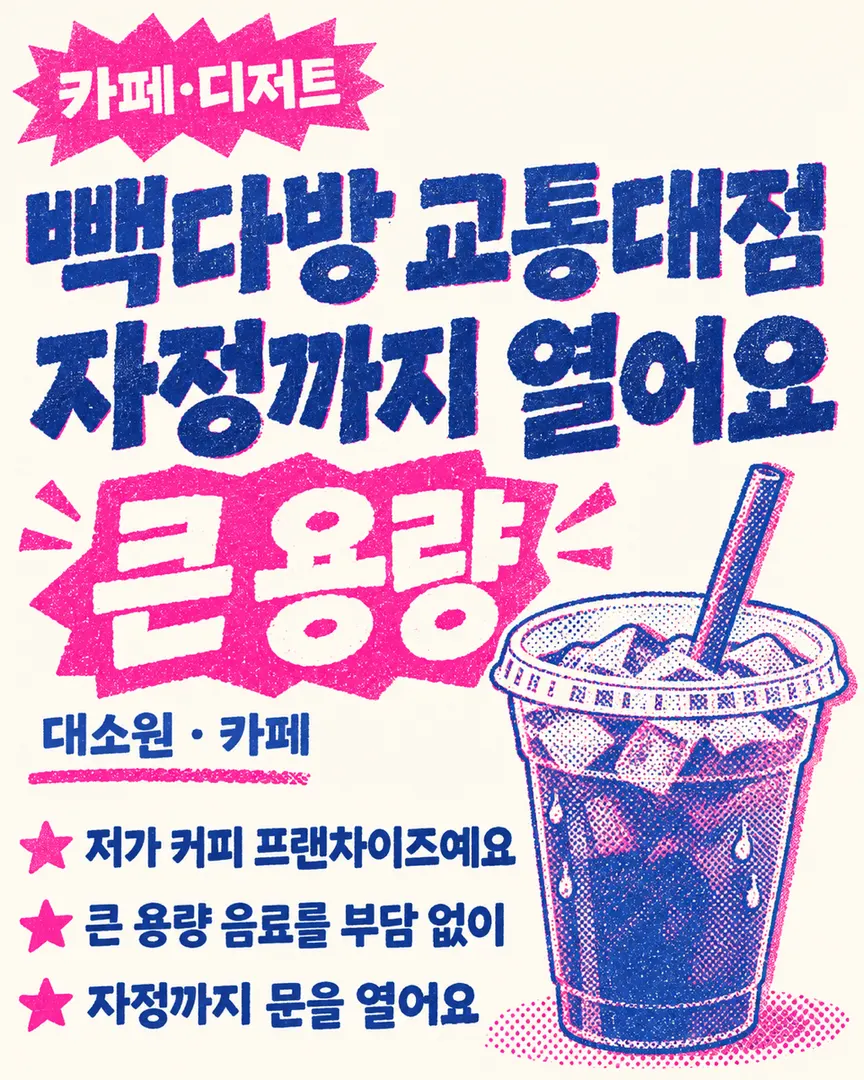 카페·디저트
빽다방 교통대점
자정까지 열어요
큰 용량
대소원 · 카페
저가 커피 프랜차이즈예요
큰 용량 음료를 부담 없이
자정까지 문을 열어요